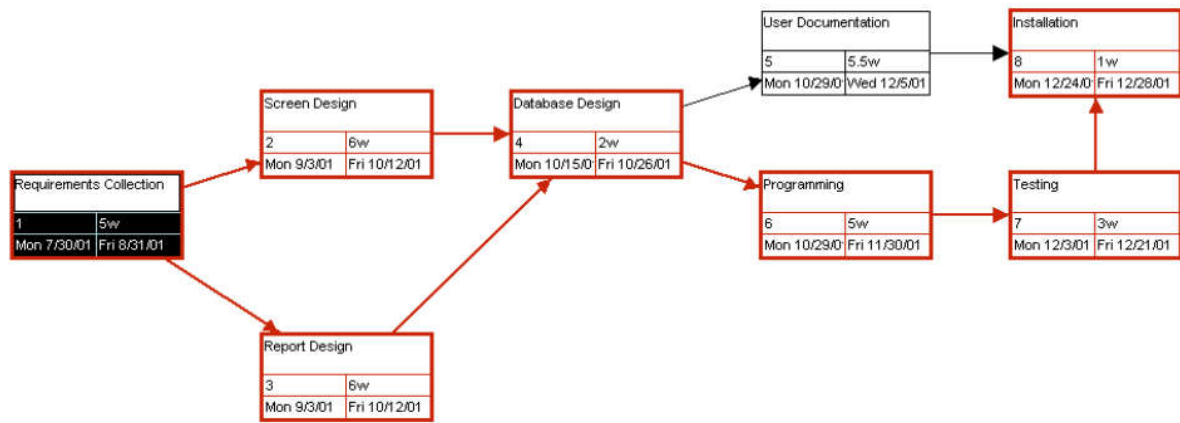 User Documentation
5 5.5w
Mon 10/29/0 Wed 12/5/01
Installation
8 1w
Mon 12/24/0 Fri 12/28/01
Screen Design
2 6w
Mon 9/3/01 Fri 10/12/01
Database Design
4 2w
Mon 10/15/0 Fri 10/26/01
Requirements Collection
1 5w
Mon 7/30/01 Fri 8/31/01
Programming
6 5w
Mon 10/29/0 Fri 11/30/01
Testing
7 3w
Mon 12/3/01 Fri 12/21/01
Report Design
3 6w
Mon 9/3/01 Fri 10/12/01